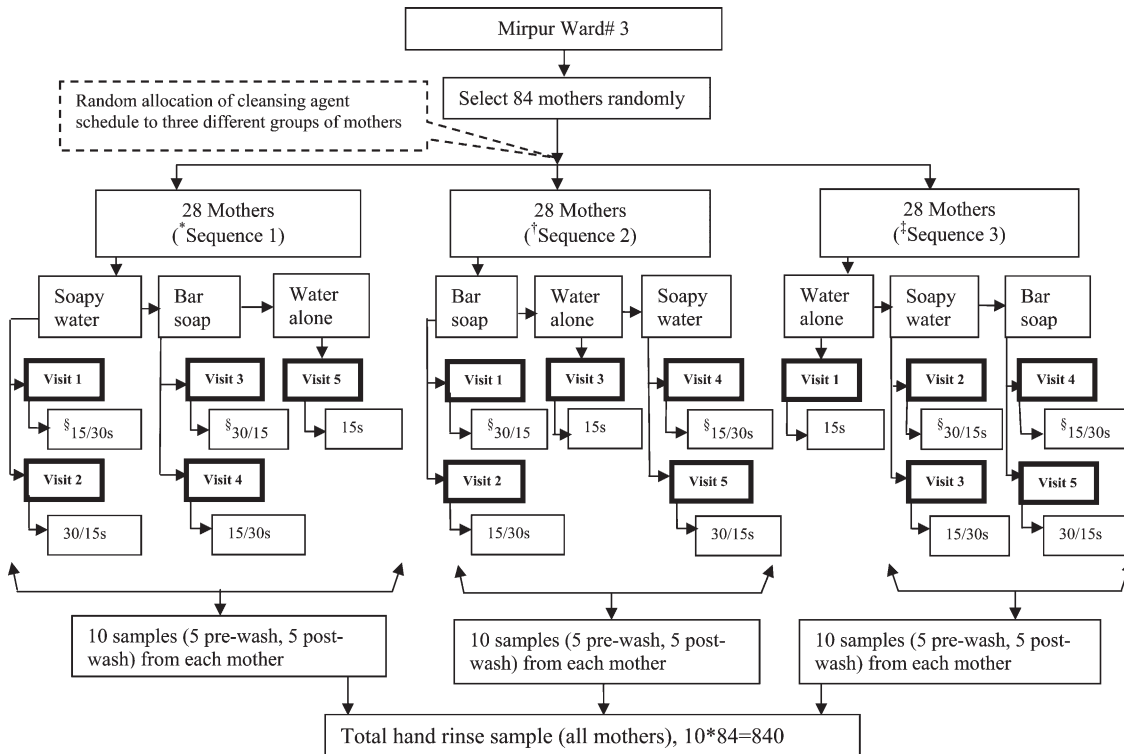 Mirpur Ward# 3
Select 84 mothers randomly
Random allocation of cleansing agent
schedule to three different groups of mothers
28 Mothers
(*Sequence 1)
28 Mothers
(†Sequence 2)
28 Mothers
(‡Sequence 3)
Soapy
water
Bar
soap
Water
alone
Bar
soap
Water
alone
Soapy
water
Water
alone
Soapy
water
Bar
soap
Visit 1
Visit 3
Visit 5
Visit 1
Visit 3
Visit 4
Visit 1
Visit 2
Visit 4
§15/30s
§30/15
15s
§30/15
15s
§15/30s
15s
§30/15s
§15/30s
Visit 2
Visit 4
Visit 2
Visit 5
Visit 3
Visit 5
30/15s
15/30s
15/30s
30/15s
15/30s
30/15s
10 samples (5 pre-wash, 5 post-
wash) from each mother
10 samples (5 pre-wash, 5 post-
wash) from each mother
10 samples (5 pre-wash, 5 post-
wash) from each mother
Total hand rinse sample (all mothers), 10*84=840